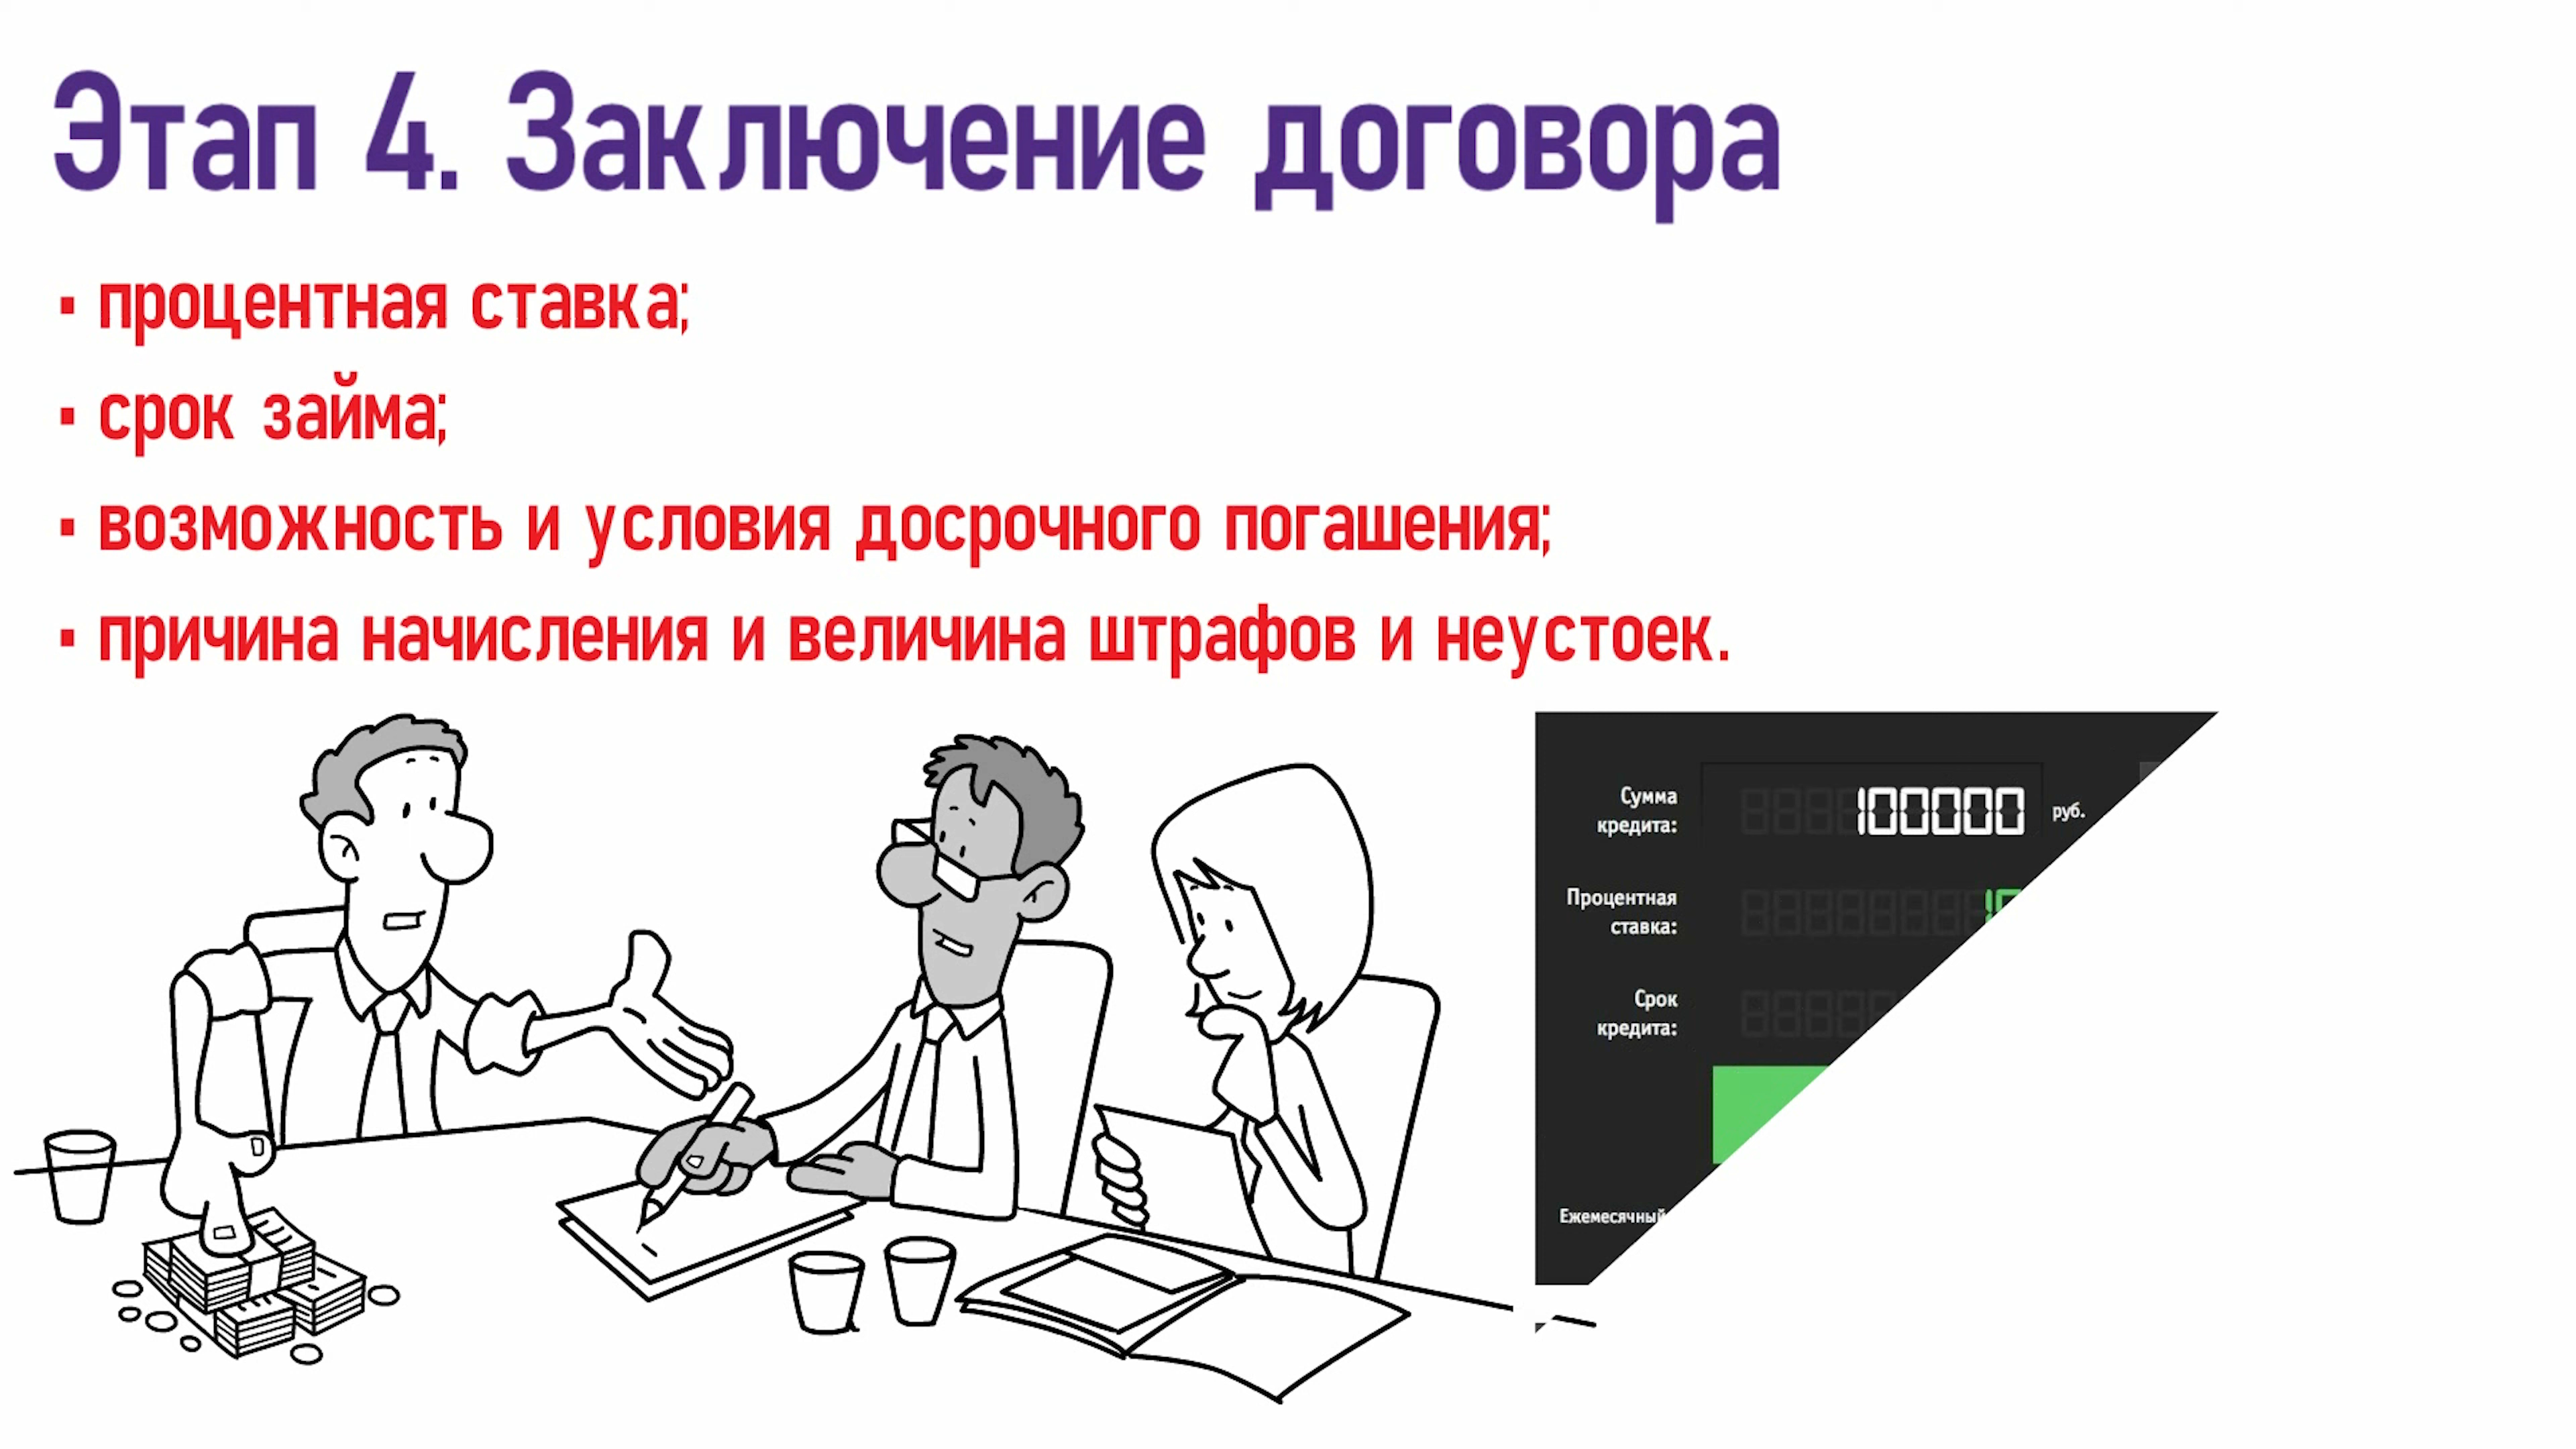 Этап 4. Заключение договора
▪ процентная ставка;
▪ срок займа;
▪ возможность и условия досрочного погашения;
▪ причина начисления и величина штрафов и неустоек.
Сумма
кредита:
100000 руб.
Процентная
ставка:
Срок
кредита:
Ежемесячный